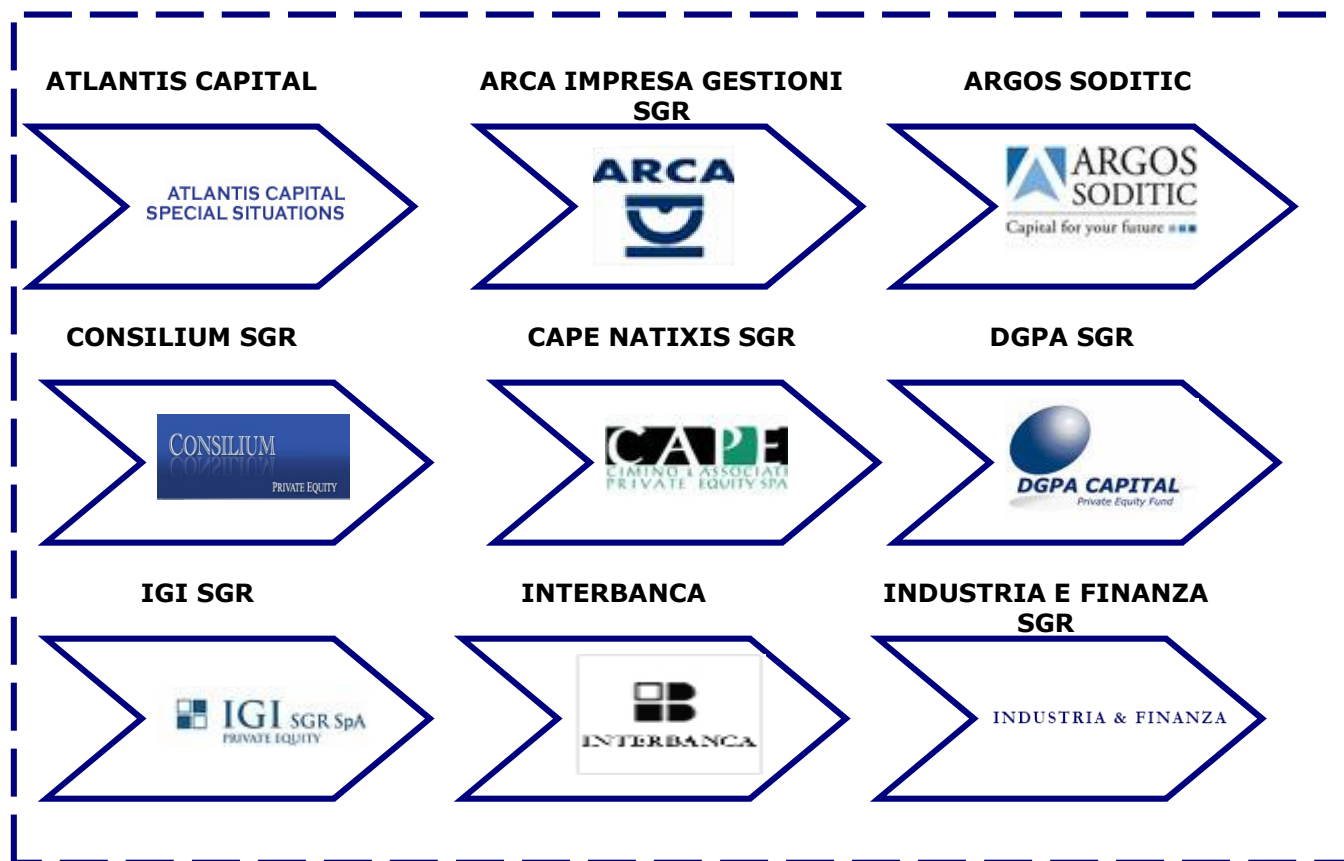 ATLANTIS CAPITAL
ARCA IMPRESA GESTIONI
SGR
ARGOS SODITIC
ATLANTIS CAPITAL
SPECIAL SITUATIONS
ARCA
ARGOS
SODITIC
Capital for your future
CONSILIUM SGR
CAPE NATIXIS SGR
DGPA SGR
CONSILIUM
PRIVATE EQUITY
CAPE
CIMINO & ASSOCIATI
PRIVATE EQUITY SPA
DGPA CAPITAL
Private Equity Fund
IGI SGR
INTERBANCA
INDUSTRIA E FINANZA
SGR
IGI SGR SpA
PRIVATE EQUITY
INTERBANCA
INDUSTRIA & FINANZA